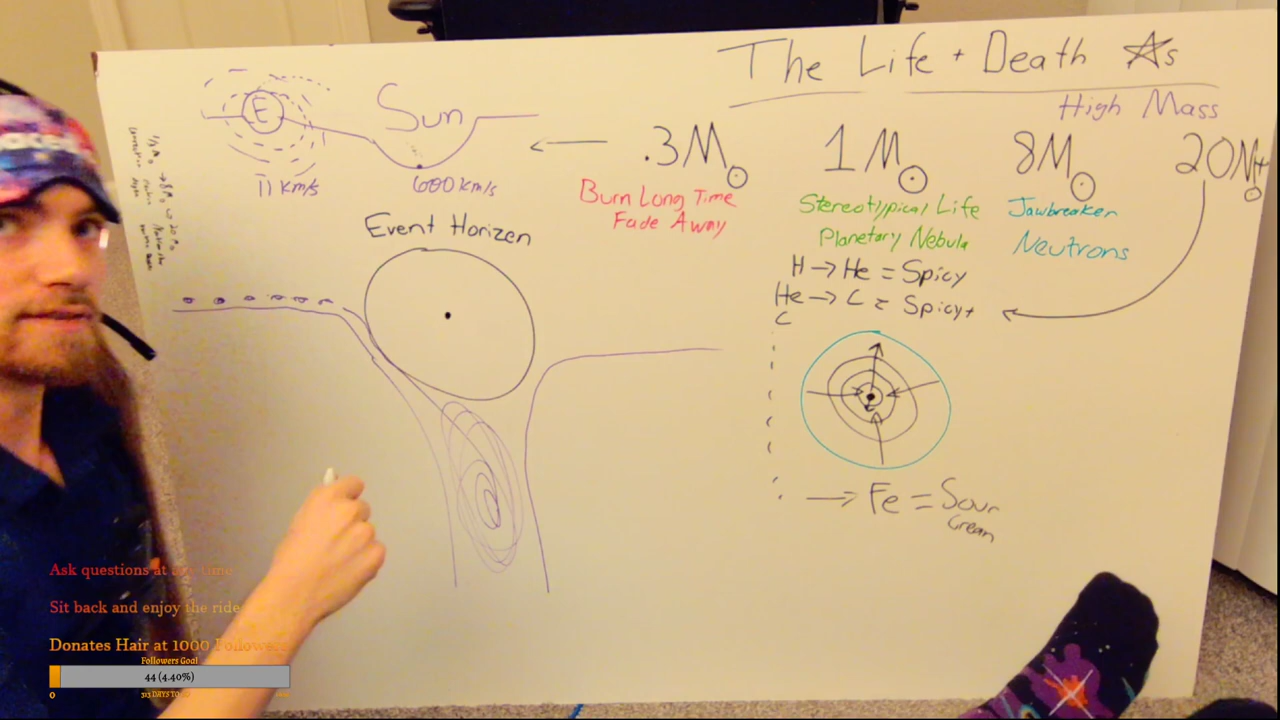 The Life + Death ☆s
High Mass
E
Sun
11 km/s
600 km/s
.3M☉
1M☉
8M☉
20M+☉
Burn Long Time
Fade Away
Stereotypical Life
Planetary Nebula
Jawbreaker
Neutrons
Event Horizen
H → He = Spicy
He → C = Spicy+
C
→ Fe = Sour
Cream
Ask questions at any time
Sit back and enjoy the ride
Donates Hair at 1000 Followers
Followers Goal
44 (4.40%)
0